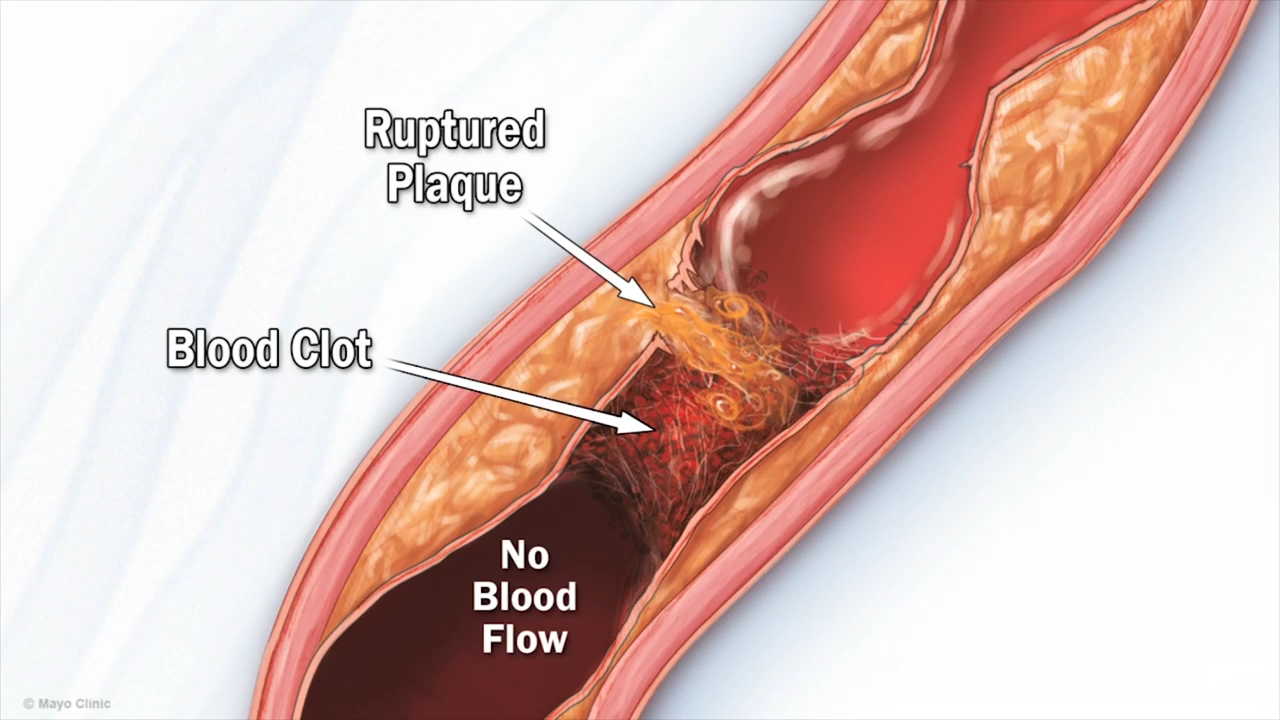 Ruptured
Plaque
Blood Clot
No
Blood
Flow
© Mayo Clinic